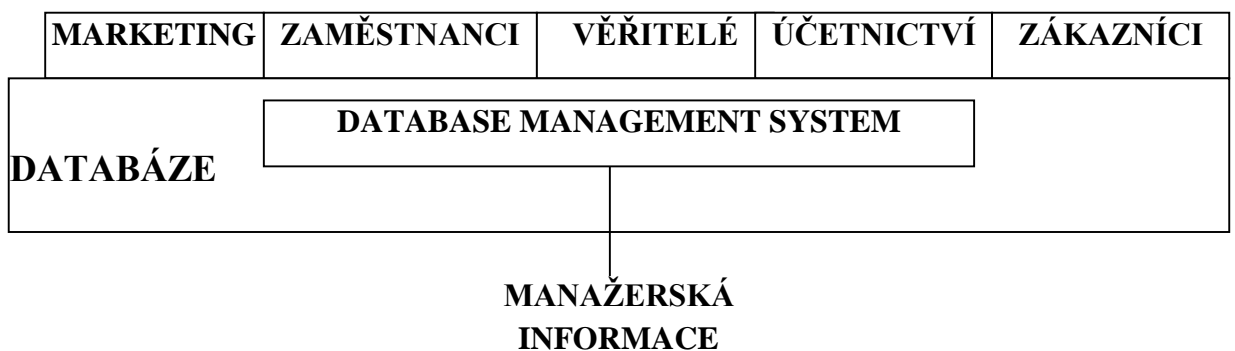 MARKETING ZAMĚSTNANCI VĚŘITELÉ ÚČETNICTVÍ ZÁKAZNÍCI
DATABASE MANAGEMENT SYSTEM
DATABÁZE
MANAŽERSKÁ
INFORMACE